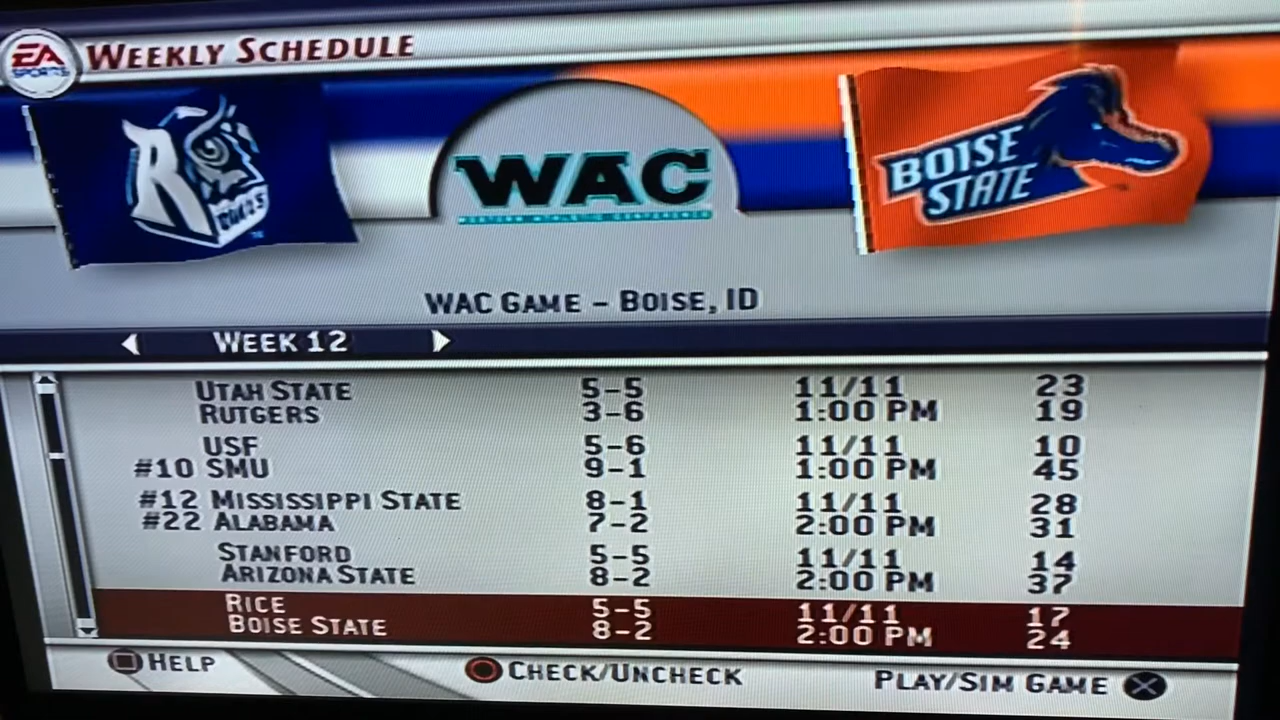 EA
SPORTS
WEEKLY SCHEDULE
R
OWLS
WAC
WESTERN ATHLETIC CONFERENCE
BOISE
STATE
WAC GAME – BOISE, ID
WEEK 12
UTAH STATE 5-5 11/11 23
RUTGERS 3-6 1:00 PM 19
USF 5-6 11/11 10
#10 SMU 9-1 1:00 PM 45
#12 MISSISSIPPI STATE 8-1 11/11 28
#22 ALABAMA 7-2 2:00 PM 31
STANFORD 5-5 11/11 14
ARIZONA STATE 8-2 2:00 PM 37
RICE 5-5 11/11 17
BOISE STATE 8-2 2:00 PM 24
HELP CHECK/UNCHECK PLAY/SIM GAME